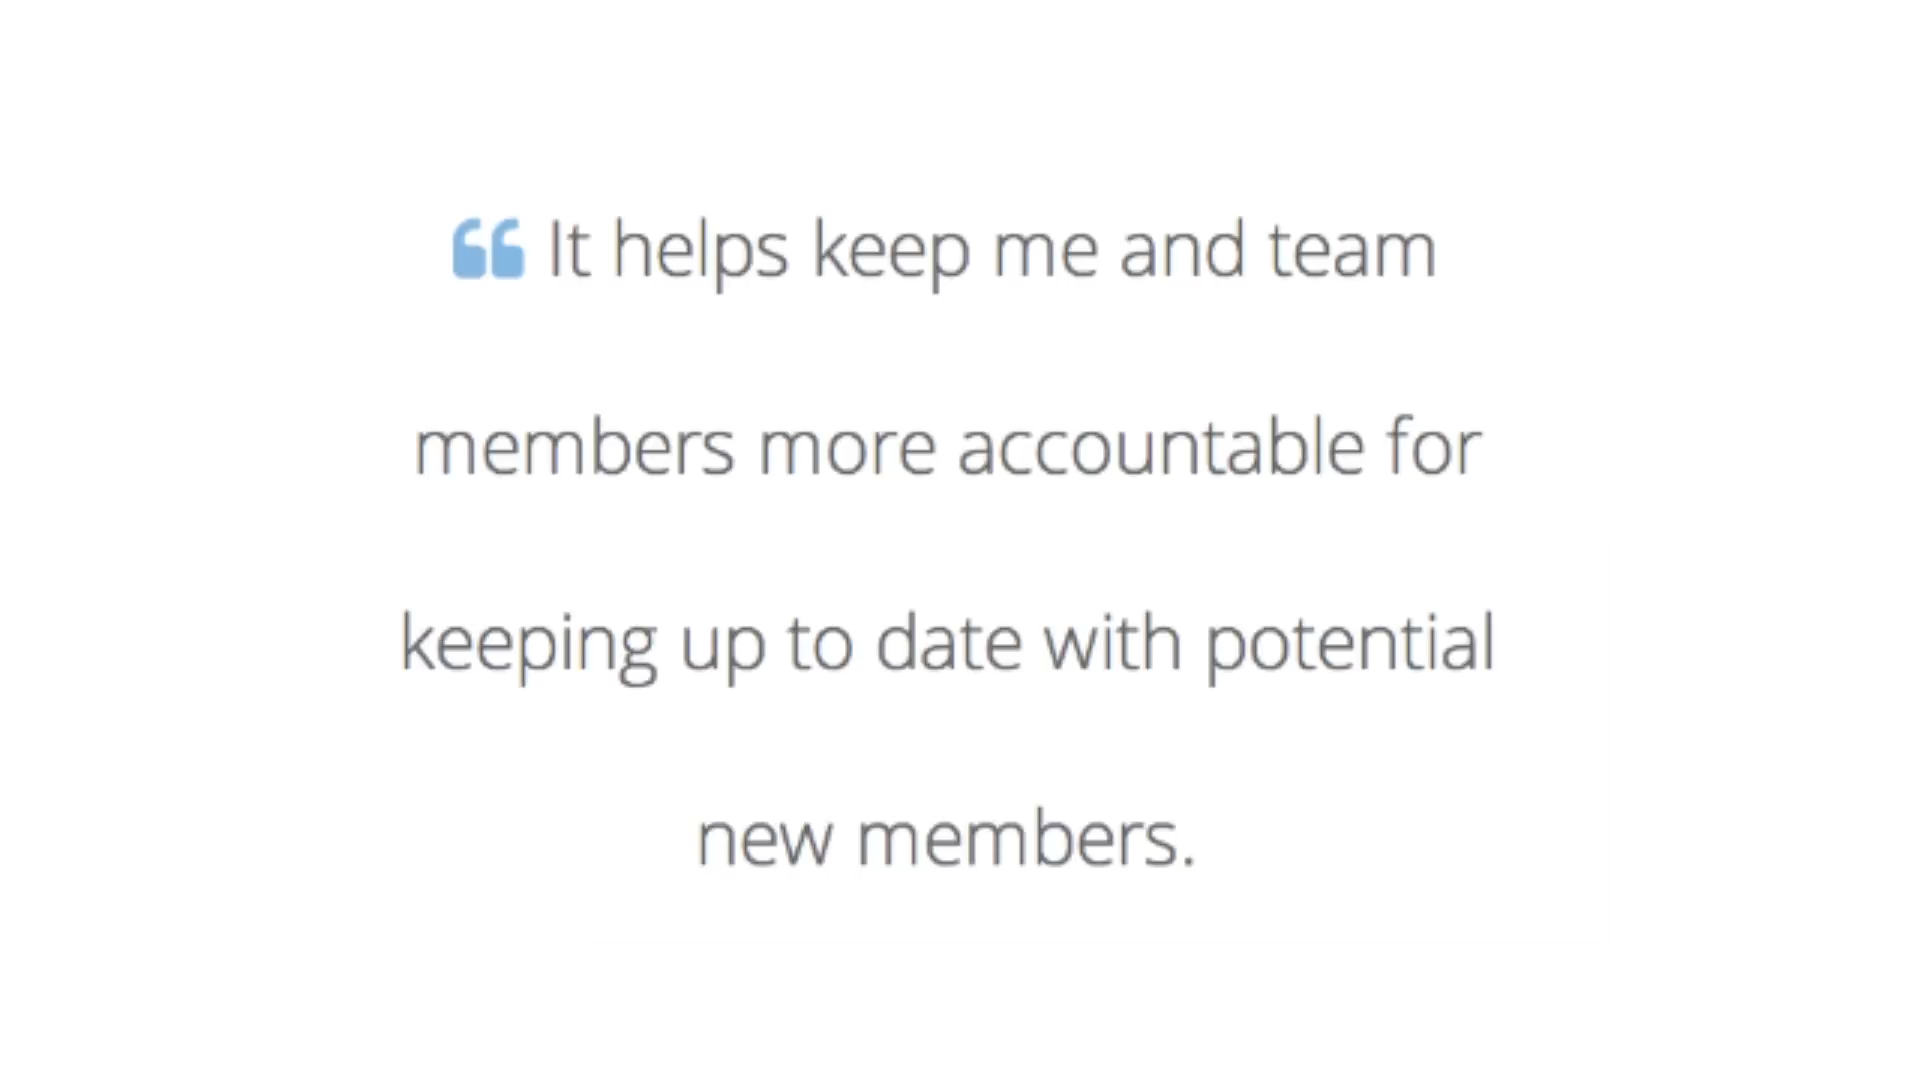 “ It helps keep me and team
members more accountable for
keeping up to date with potential
new members.